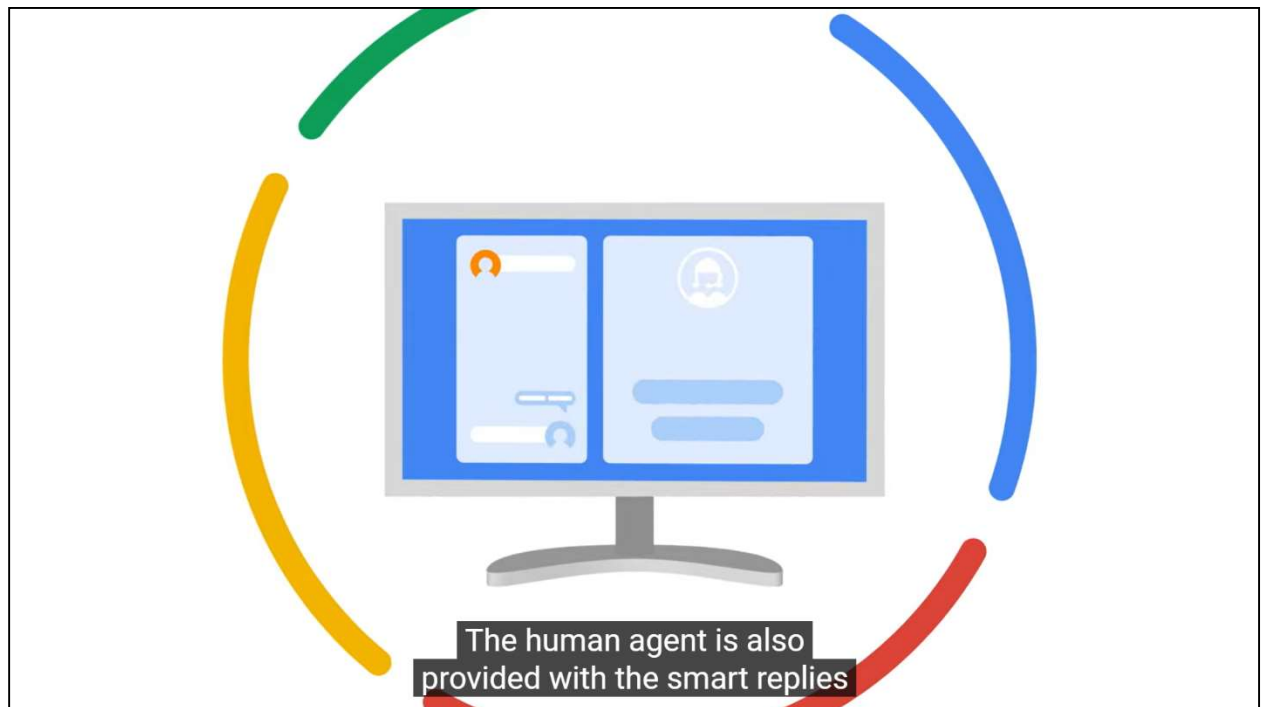 The human agent is also
provided with the smart replies